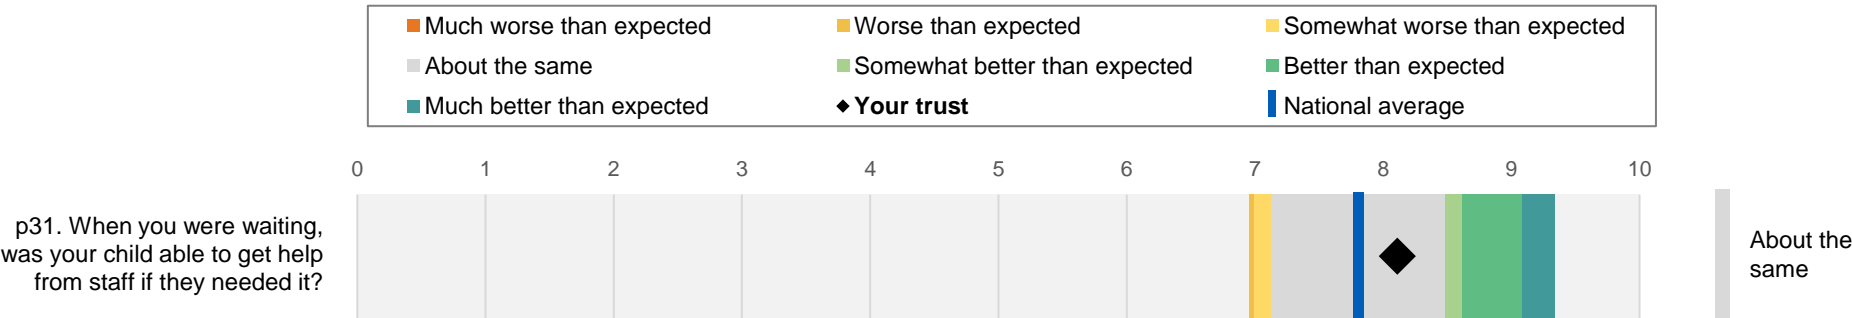 Much worse than expected
Worse than expected
Somewhat worse than expected
About the same
Somewhat better than expected
Better than expected
Much better than expected
Your trust
National average
0 1 2 3 4 5 6 7 8 9 10
p31. When you were waiting,
was your child able to get help
from staff if they needed it?
About the
same